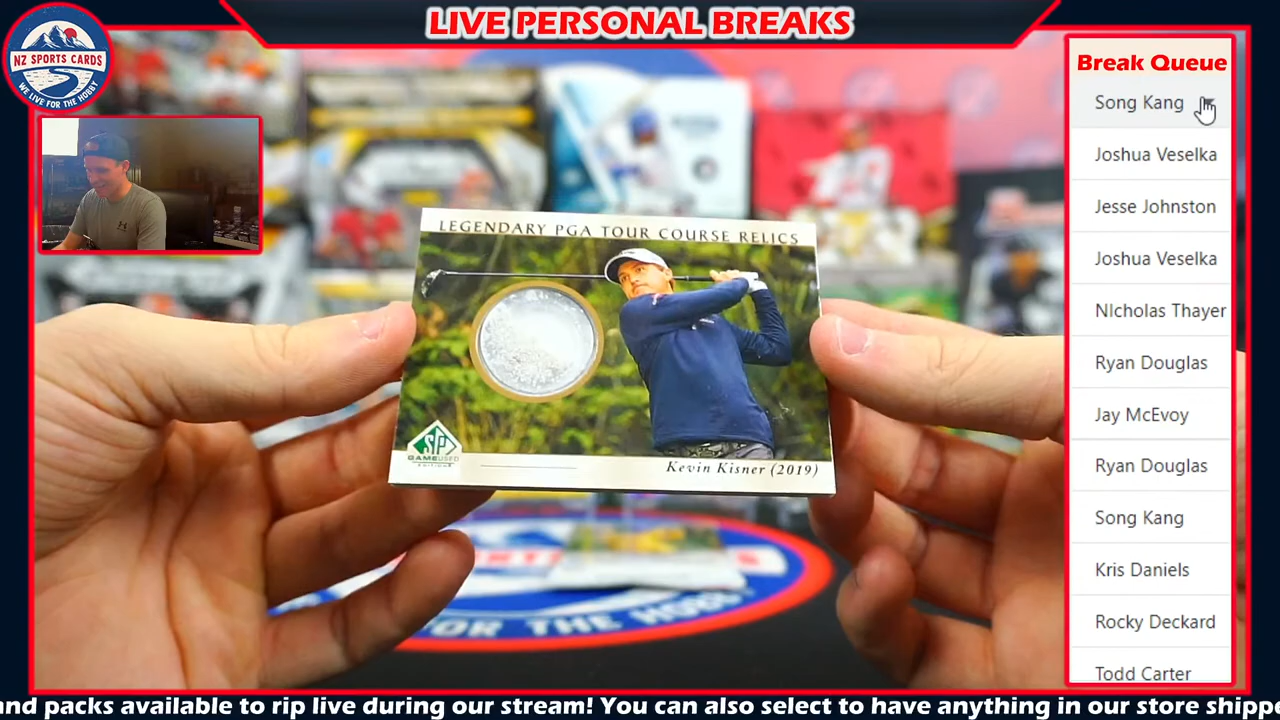 LIVE PERSONAL BREAKS
NZ SPORTS CARDS
WE LIVE FOR THE HOBBY
Break Queue
Song Kang
Joshua Veselka
Jesse Johnston
Joshua Veselka
NIcholas Thayer
Ryan Douglas
Jay McEvoy
Ryan Douglas
Song Kang
Kris Daniels
Rocky Deckard
Todd Carter
LEGENDARY PGA TOUR COURSE RELICS
SP
GAME USED
EDITION
Kevin Kisner (2019)
FOR THE HOBBY
and packs available to rip live during our stream! You can also select to have anything in our store shippe